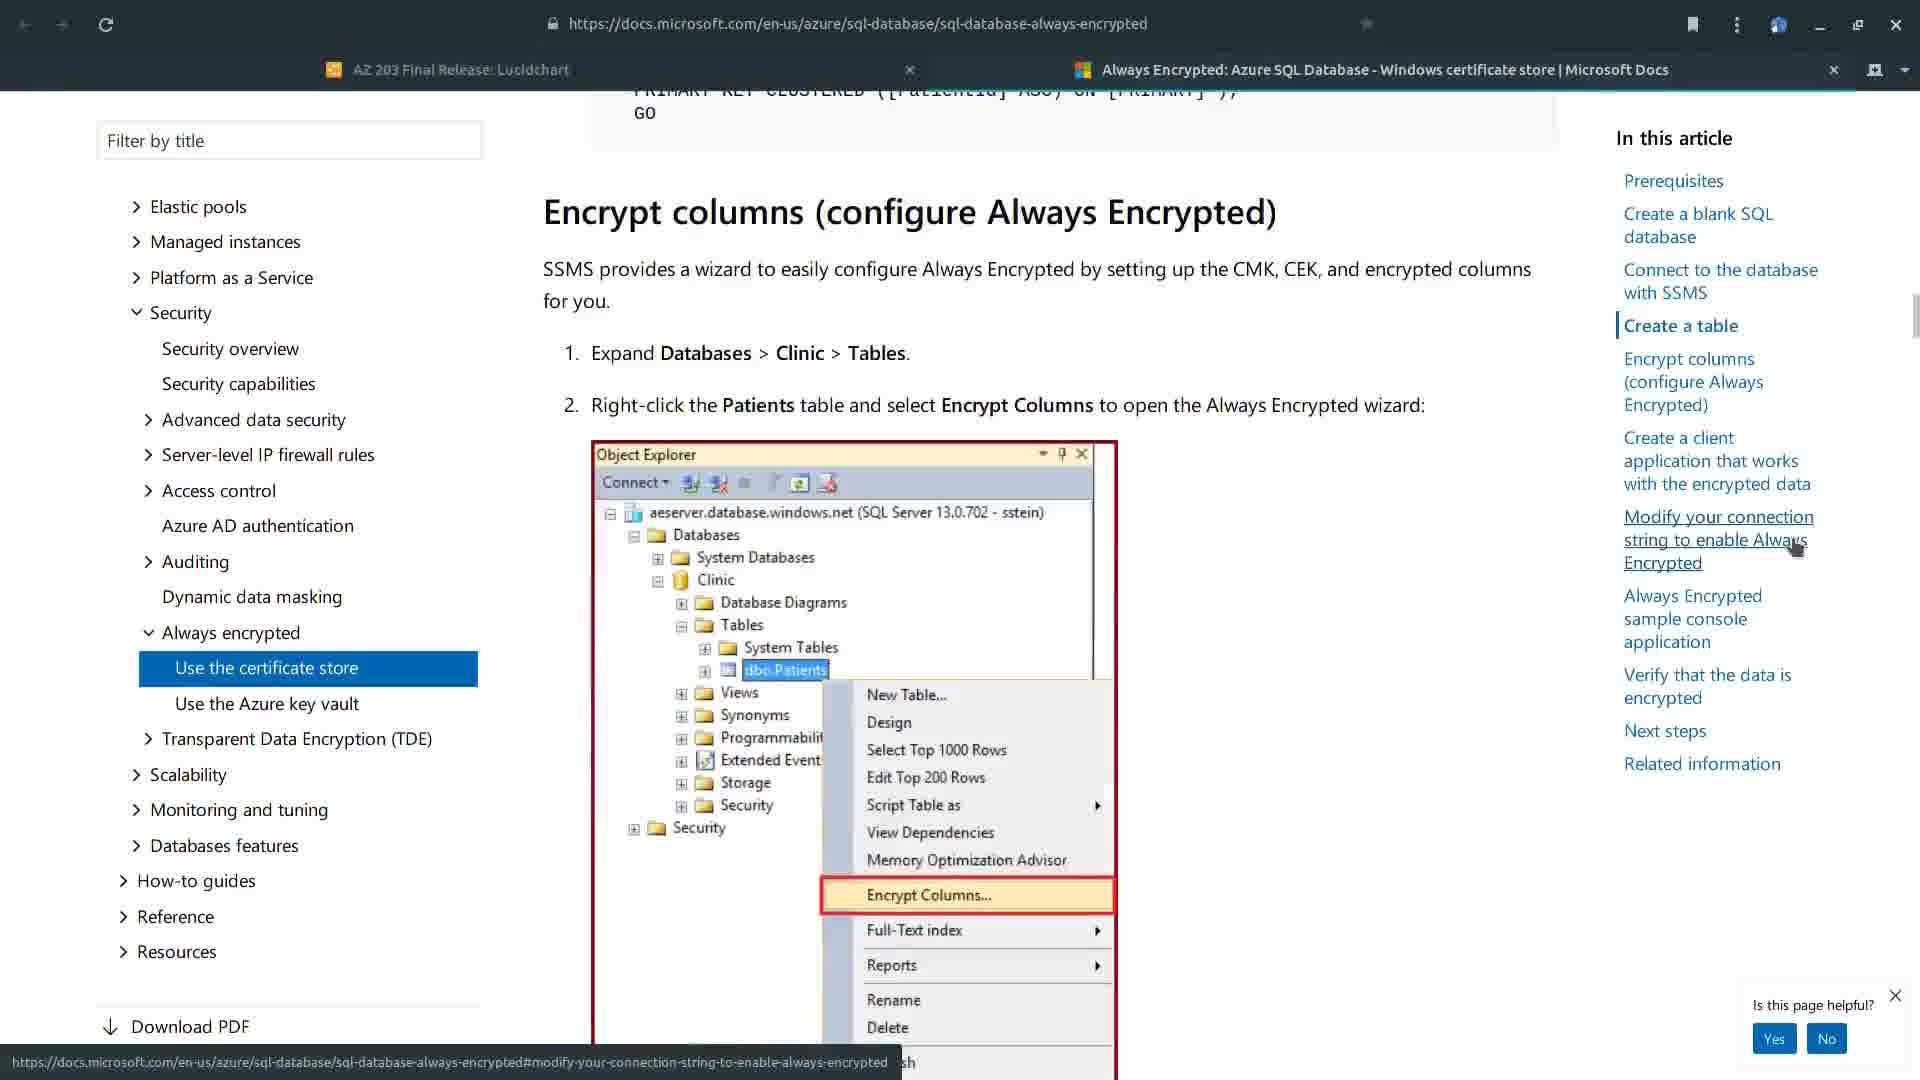 https://docs.microsoft.com/en-us/azure/sql-database/sql-database-always-encrypted
AZ 203 Final Release: Lucidchart
Always Encrypted: Azure SQL Database - Windows certificate store | Microsoft Docs
PRIMARY KEY CLUSTERED ([PatientId] ASC) ON [PRIMARY] );
GO
Filter by title
Elastic pools
Managed instances
Platform as a Service
Security
Security overview
Security capabilities
Advanced data security
Server-level IP firewall rules
Access control
Azure AD authentication
Auditing
Dynamic data masking
Always encrypted
Use the certificate store
Use the Azure key vault
Transparent Data Encryption (TDE)
Scalability
Monitoring and tuning
Databases features
How-to guides
Reference
Resources
Download PDF
Encrypt columns (configure Always Encrypted)
SSMS provides a wizard to easily configure Always Encrypted by setting up the CMK, CEK, and encrypted columns
for you.
1. Expand Databases > Clinic > Tables.
2. Right-click the Patients table and select Encrypt Columns to open the Always Encrypted wizard:
Object Explorer
Connect
aeserver.database.windows.net (SQL Server 13.0.702 - sstein)
Databases
System Databases
Clinic
Database Diagrams
Tables
System Tables
dbo.Patients
Views
Synonyms
Programmabilit
Extended Event
Storage
Security
Security
New Table...
Design
Select Top 1000 Rows
Edit Top 200 Rows
Script Table as
View Dependencies
Memory Optimization Advisor
Encrypt Columns...
Full-Text index
Reports
Rename
Delete
sh
In this article
Prerequisites
Create a blank SQL
database
Connect to the database
with SSMS
Create a table
Encrypt columns
(configure Always
Encrypted)
Create a client
application that works
with the encrypted data
Modify your connection
string to enable Always
Encrypted
Always Encrypted
sample console
application
Verify that the data is
encrypted
Next steps
Related information
Is this page helpful?
Yes
No
https://docs.microsoft.com/en-us/azure/sql-database/sql-database-always-encrypted#modify-your-connection-string-to-enable-always-encrypted